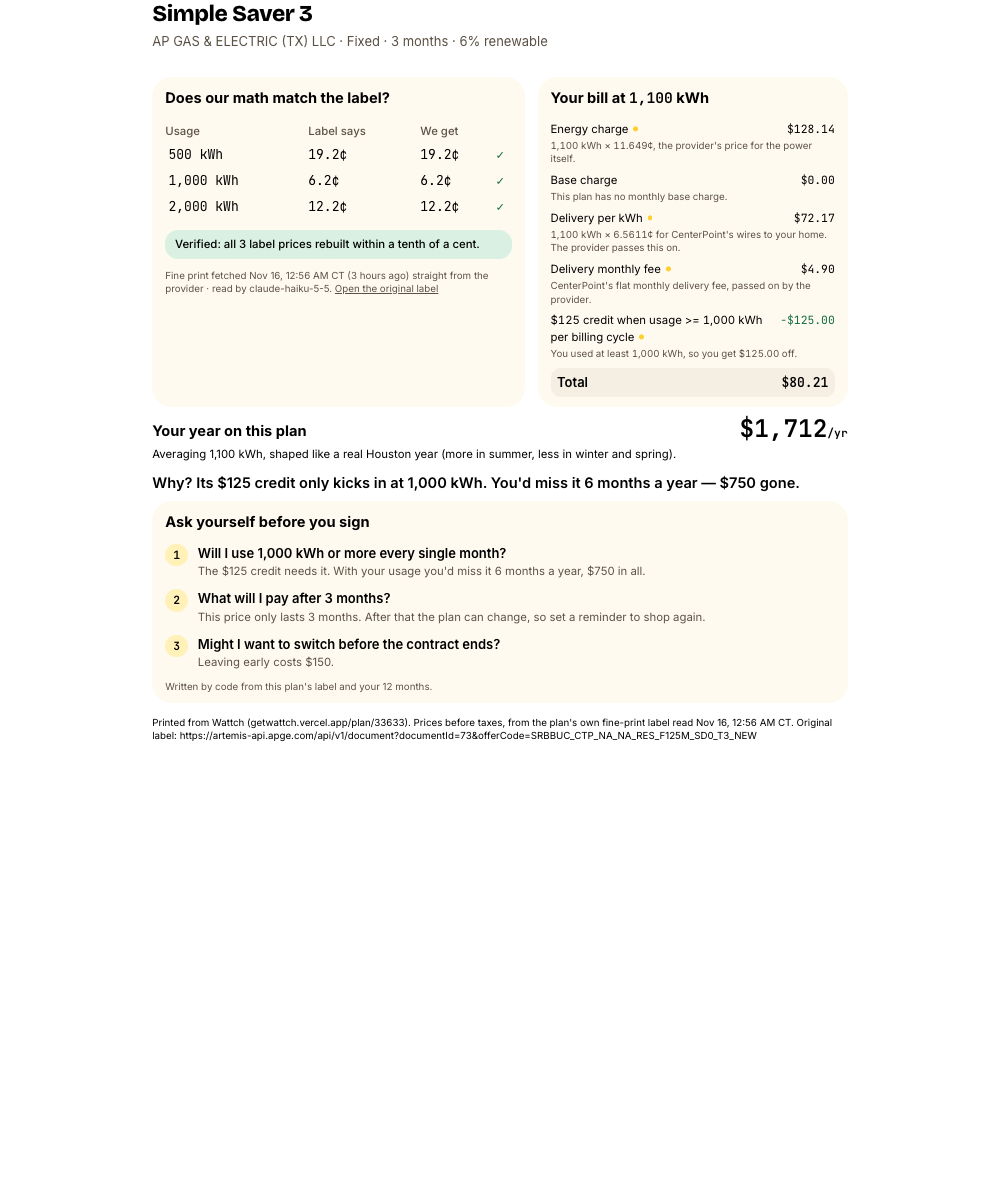 Simple Saver 3
AP GAS & ELECTRIC (TX) LLC · Fixed · 3 months · 6% renewable
Does our math match the label?
Usage Label says We get
500 kWh 19.2¢ 19.2¢ ✓
1,000 kWh 6.2¢ 6.2¢ ✓
2,000 kWh 12.2¢ 12.2¢ ✓
Verified: all 3 label prices rebuilt within a tenth of a cent.
Fine print fetched Nov 16, 12:56 AM CT (3 hours ago) straight from the
provider · read by claude-haiku-5-5. Open the original label
Your bill at 1,100 kWh
Energy charge $128.14
1,100 kWh × 11.649¢, the provider's price for the power
itself.
Base charge $0.00
This plan has no monthly base charge.
Delivery per kWh $72.17
1,100 kWh × 6.5611¢ for CenterPoint's wires to your home.
The provider passes this on.
Delivery monthly fee $4.90
CenterPoint's flat monthly delivery fee, passed on by the
provider.
$125 credit when usage >= 1,000 kWh -$125.00
per billing cycle
You used at least 1,000 kWh, so you get $125.00 off.
Total $80.21
Your year on this plan $1,712/yr
Averaging 1,100 kWh, shaped like a real Houston year (more in summer, less in winter and spring).
Why? Its $125 credit only kicks in at 1,000 kWh. You'd miss it 6 months a year — $750 gone.
Ask yourself before you sign
1 Will I use 1,000 kWh or more every single month?
The $125 credit needs it. With your usage you'd miss it 6 months a year, $750 in all.
2 What will I pay after 3 months?
This price only lasts 3 months. After that the plan can change, so set a reminder to shop again.
3 Might I want to switch before the contract ends?
Leaving early costs $150.
Written by code from this plan's label and your 12 months.
Printed from Wattch (getwattch.vercel.app/plan/33633). Prices before taxes, from the plan's own fine-print label read Nov 16, 12:56 AM CT. Original
label: https://artemis-api.apge.com/api/v1/document?documentId=73&offerCode=SRBBUC_CTP_NA_NA_RES_F125M_SD0_T3_NEW